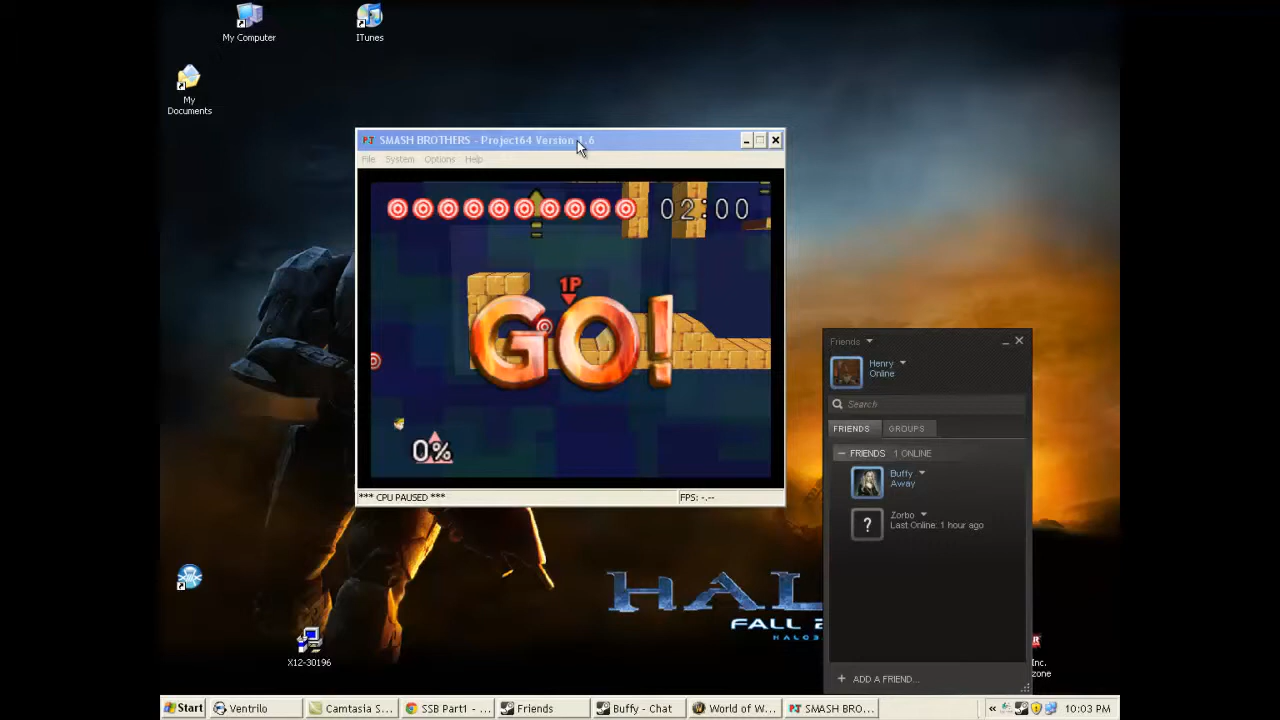 My Computer
ITunes
My
Documents
SMASH BROTHERS - Project64 Version 1.6
File System Options Help
02:00
1P
GO!
0%
*** CPU PAUSED ***
FPS: -.--
Friends
Henry
Online
Search
FRIENDS GROUPS
FRIENDS 1 ONLINE
Buffy
Away
?
Zorbo
Last Online: 1 hour ago
HAL
FALL 2
X12-30196
Inc.
zone
ADD A FRIEND...
Start
Ventrilo
Camtasia S...
SSB Part1 - ...
Friends
Buffy - Chat
World of W...
SMASH BRO...
10:03 PM